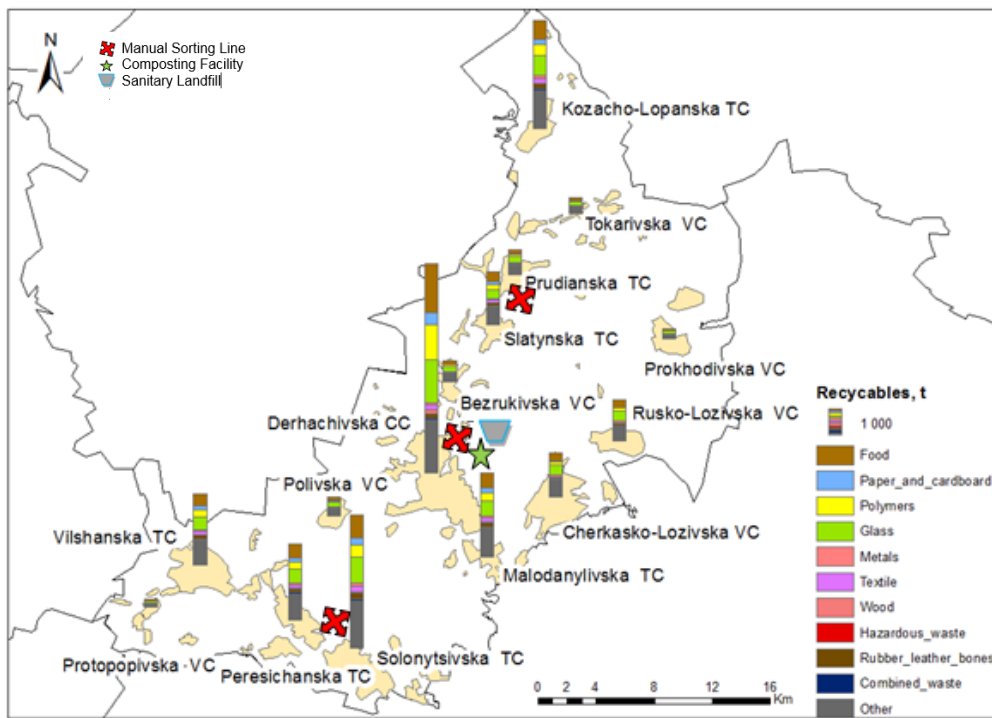 N
Manual Sorting Line
Composting Facility
Sanitary Landfill
Kozacho-Lopanska TC
Tokarivska VC
Prudianska TC
Slatynska TC
Prokhodivska VC
Bezrukivska VC
Rusko-Lozivska VC
Derhachivska CC
Polivska VC
Cherkasko-Lozivska VC
Vilshanska TC
Malodanylivska TC
Protopopivska VC
Peresichanska TC
Solonytsivska TC
Recycables, t
1 000
Food
Paper_and_cardboard
Polymers
Glass
Metals
Textile
Wood
Hazardous_waste
Rubber_leather_bones
Combined_waste
Other
0 2 4 8 12 16
Km